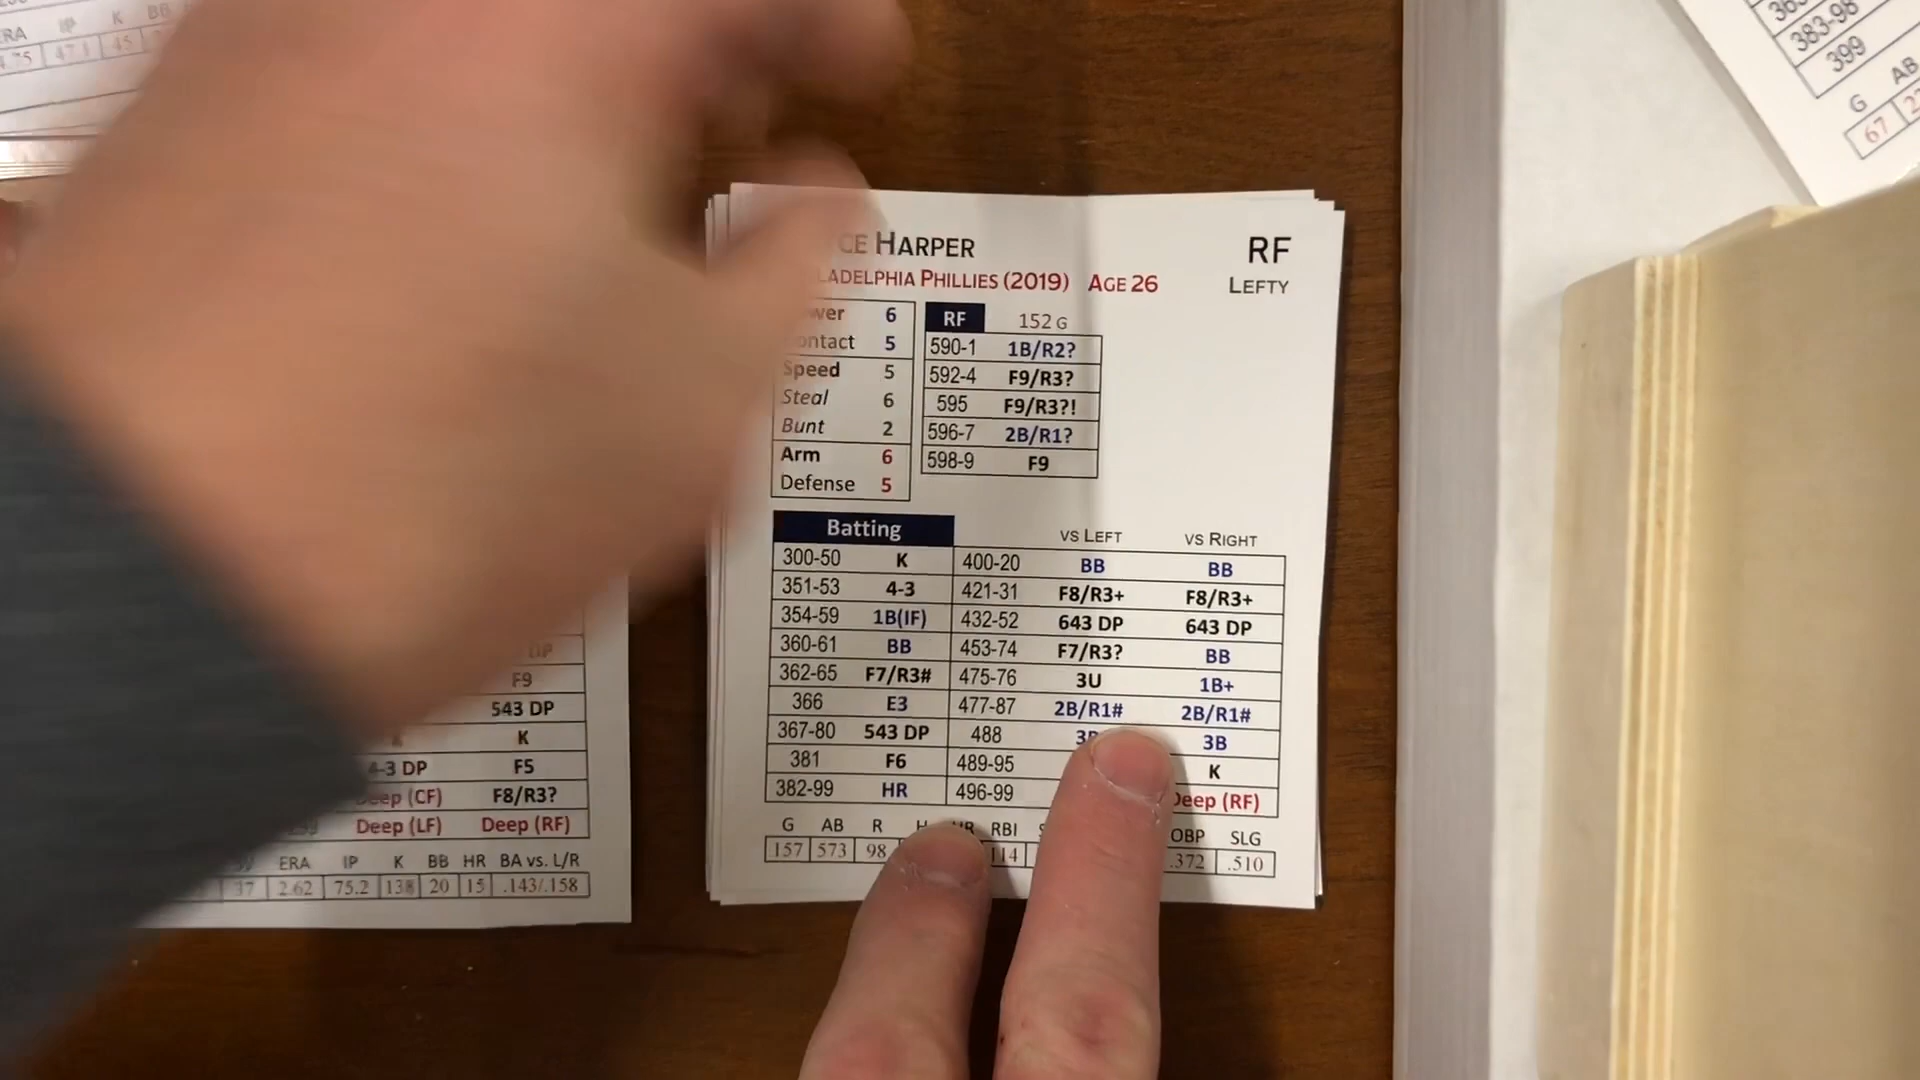 ERA IP K BB
4.75 47.1 45
CE HARPER RF
LADELPHIA PHILLIES (2019) AGE 26 LEFTY
wer 6
ontact 5
Speed 5
Steal 6
Bunt 2
Arm 6
Defense 5
RF 152 G
590-1 1B/R2?
592-4 F9/R3?
595 F9/R3?!
596-7 2B/R1?
598-9 F9
Batting
300-50 K
351-53 4-3
354-59 1B(IF)
360-61 BB
362-65 F7/R3#
366 E3
367-80 543 DP
381 F6
382-99 HR
VS LEFT VS RIGHT
400-20 BB BB
421-31 F8/R3+ F8/R3+
432-52 643 DP 643 DP
453-74 F7/R3? BB
475-76 3U 1B+
477-87 2B/R1# 2B/R1#
488 3B 3B
489-95 K
496-99 Deep (RF)
G AB R H HR RBI OBP SLG
157 573 98 114 .372 .510
F9
543 DP
K
4-3 DP F5
Deep (CF) F8/R3?
Deep (LF) Deep (RF)
ERA IP K BB HR BA vs. L/R
37 2.62 75.2 138 20 15 .143/.158
383-98
399
G AB
67